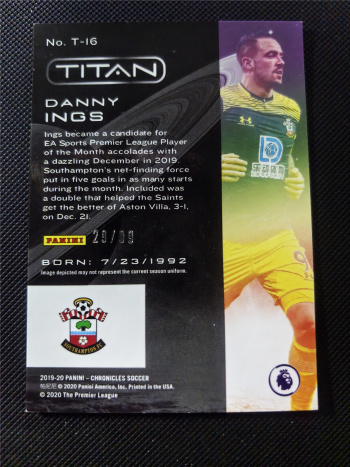 No. T-16
TITAN
DANNY
INGS
Ings became a candidate for
EA Sports Premier League Player
of the Month accolades with
a dazzling December in 2019.
Southampton's net-finding force
put in five goals in as many starts
during the month. Included was
a double that helped the Saints
get the better of Aston Villa, 3-1,
on Dec. 21.
PANINI
BORN: 7/23/1992
Image depicted may not represent the current season uniform.
SOUTHAMPTON FC
2019-20 PANINI – CHRONICLES SOCCER
帕尼尼 © 2020 Panini America, Inc. Printed in the USA.
© 2020 The Premier League